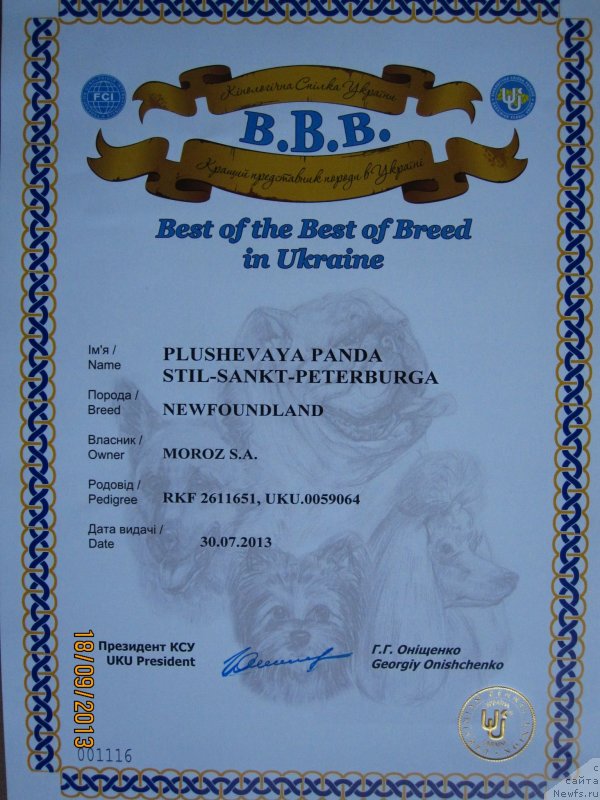 Кінологічна Спілка України
FCI
B.B.B.
Кращий представник породи в Україні
Best of the Best of Breed
in Ukraine
Ім'я /
Name
PLUSHEVAYA PANDA
STIL-SANKT-PETERBURGA
Порода /
Breed
NEWFOUNDLAND
Власник /
Owner
MOROZ S.A.
Родовід /
Pedigree
RKF 2611651, UKU.0059064
Дата видачі /
Date
30.07.2013
Президент КСУ
UKU President
Г.Г. Оніщенко
Georgiy Onishchenko
18/09/2013
001116
с
сайта
Newfs.ru